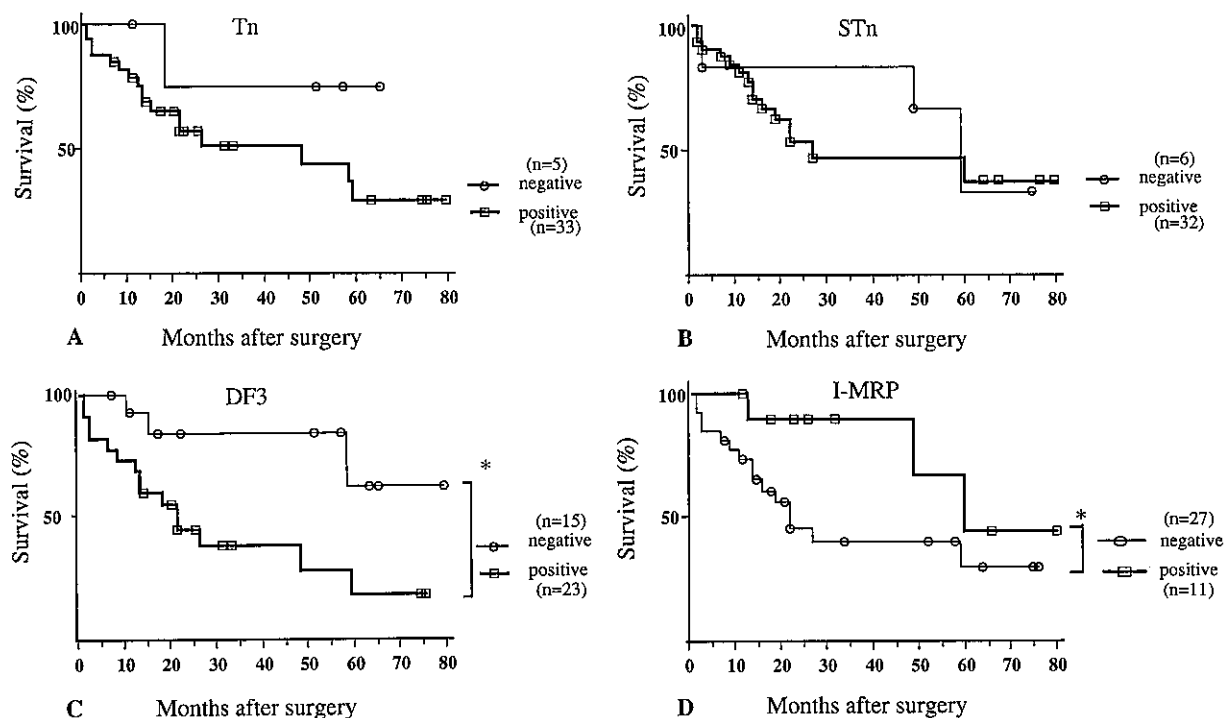 Tn
100
50
Survival (%)
(n=5)
negative
positive
(n=33)
0 10 20 30 40 50 60 70 80
A Months after surgery
STn
100
50
Survival (%)
(n=6)
negative
positive
(n=32)
0 10 20 30 40 50 60 70 80
B Months after surgery
DF3
100
50
Survival (%)
*
(n=15)
negative
positive
(n=23)
0 10 20 30 40 50 60 70 80
C Months after surgery
I-MRP
100
50
Survival (%)
*
(n=27)
negative
positive
(n=11)
0 10 20 30 40 50 60 70 80
D Months after surgery